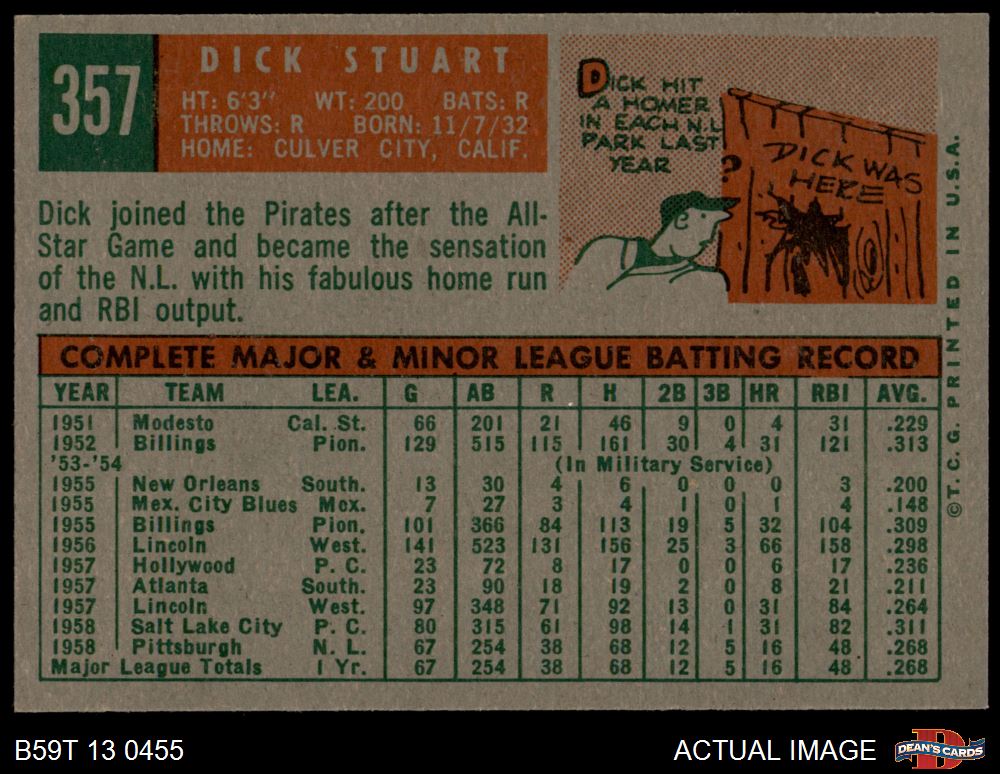 357
DICK STUART
HT: 6'3" WT: 200 BATS: R
THROWS: R BORN: 11/7/32
HOME: CULVER CITY, CALIF.
DICK HIT
A HOMER
IN EACH N.L.
PARK LAST
YEAR
?
DICK WAS
HERE
Dick joined the Pirates after the All-
Star Game and became the sensation
of the N.L. with his fabulous home run
and RBI output.
COMPLETE MAJOR & MINOR LEAGUE BATTING RECORD
YEAR TEAM LEA. G AB R H 2B 3B HR RBI AVG.
1951 Modesto Cal. St. 66 201 21 46 9 0 4 31 .229
1952 Billings Pion. 129 515 115 161 30 4 31 121 .313
'53-'54 (In Military Service)
1955 New Orleans South. 13 30 4 6 0 0 0 3 .200
1955 Mex. City Blues Mex. 7 27 3 4 1 0 1 4 .148
1955 Billings Pion. 101 366 84 113 19 5 32 104 .309
1956 Lincoln West. 141 523 131 156 25 3 66 158 .298
1957 Hollywood P. C. 23 72 8 17 0 0 6 17 .236
1957 Atlanta South. 23 90 18 19 2 0 8 21 .211
1957 Lincoln West. 97 348 71 92 13 0 31 84 .264
1958 Salt Lake City P. C. 80 315 61 98 14 1 31 82 .311
1958 Pittsburgh N. L. 67 254 38 68 12 5 16 48 .268
Major League Totals 1 Yr. 67 254 38 68 12 5 16 48 .268
©T. C. G. PRINTED IN U.S.A.
B59T 13 0455
ACTUAL IMAGE
D
DEAN'S CARDS